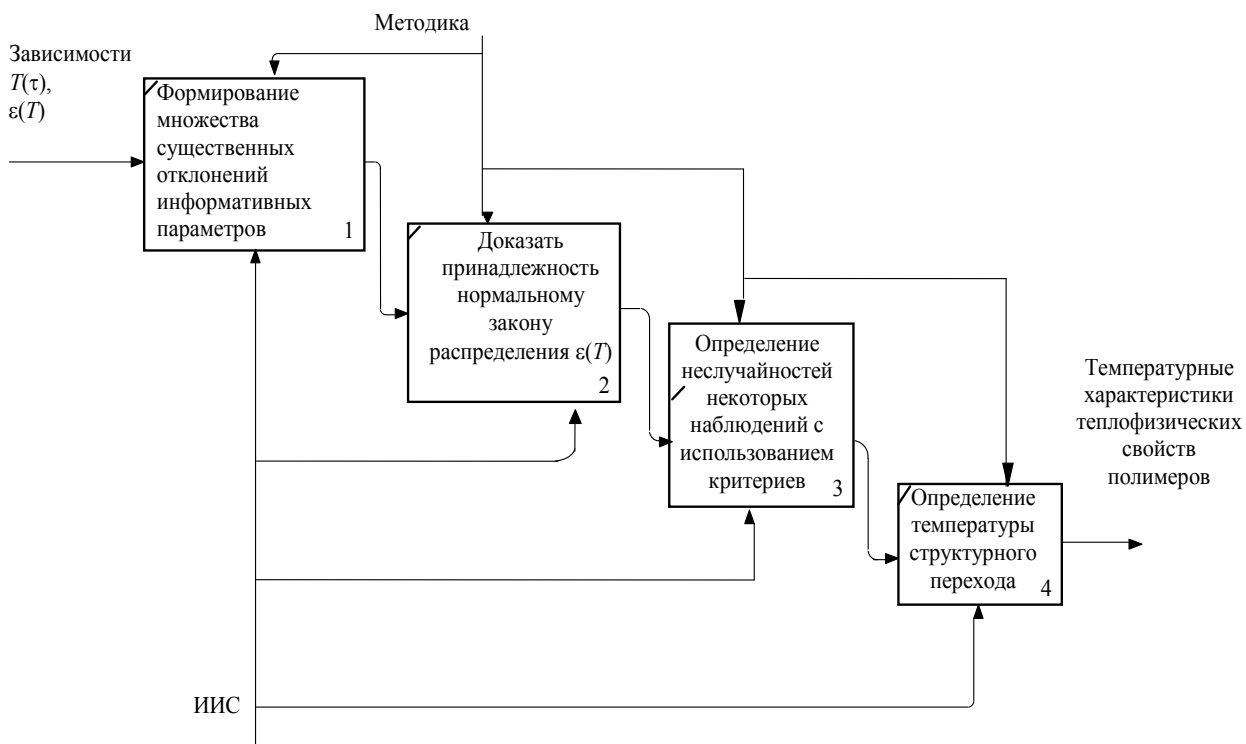 Методика
Зависимости
T(τ),
ε(T)
Формирование
множества
существенных
отклонений
информативных
параметров
1
Доказать
принадлежность
нормальному
закону
распределения ε(T)
2
Определение
неслучайностей
некоторых
наблюдений с
использованием
критериев
3
Определение
температуры
структурного
перехода
4
Температурные
характеристики
теплофизических
свойств
полимеров
ИИС